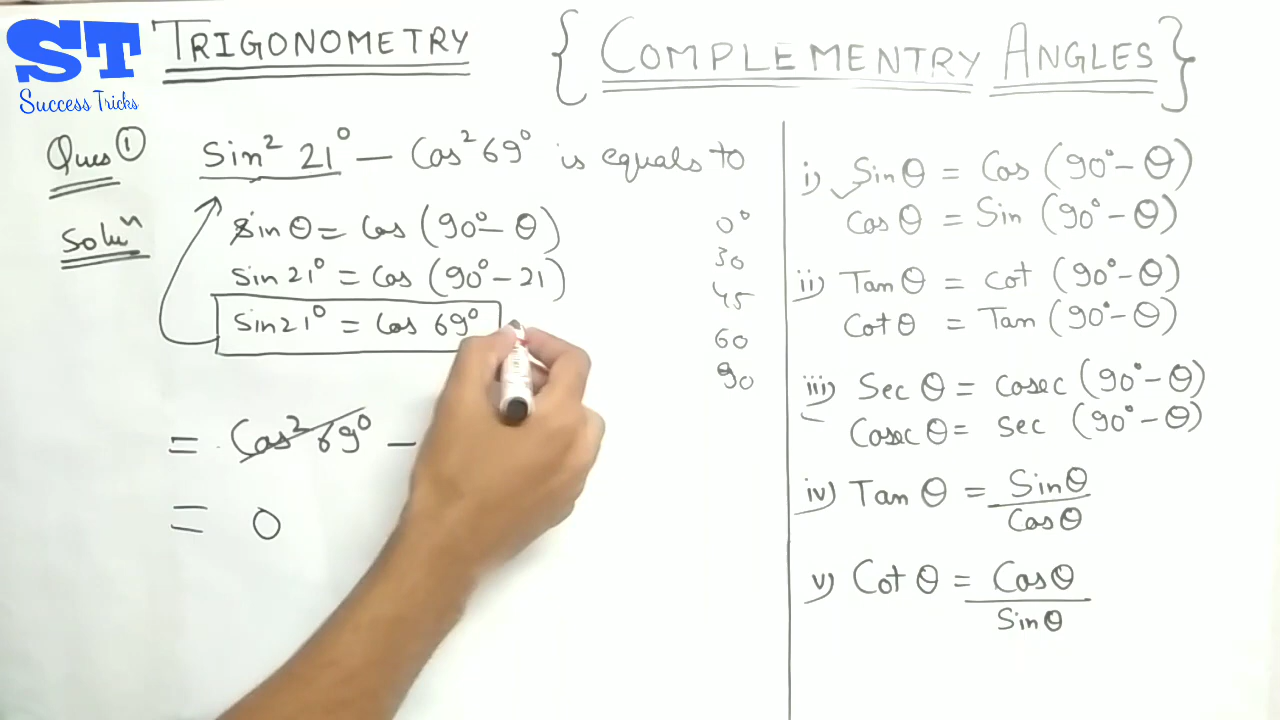 ST
Success Tricks
TRIGONOMETRY { COMPLEMENTRY ANGLES }
Ques ① Sin² 21° – Cos² 69° is equals to
Soluⁿ
Sin θ = Cos (90° – θ)
Sin 21° = Cos (90° – 21)
Sin 21° = Cos 69°
= Cos² 69° –
= 0
0°
30
45
60
90
i) Sin θ = Cos (90° – θ)
Cos θ = Sin (90° – θ)
ii) Tan θ = Cot (90° – θ)
Cot θ = Tan (90° – θ)
iii) Sec θ = Cosec (90° – θ)
Cosec θ = Sec (90° – θ)
iv) Tan θ = Sin θ
Cos θ
v) Cot θ = Cos θ
Sin θ